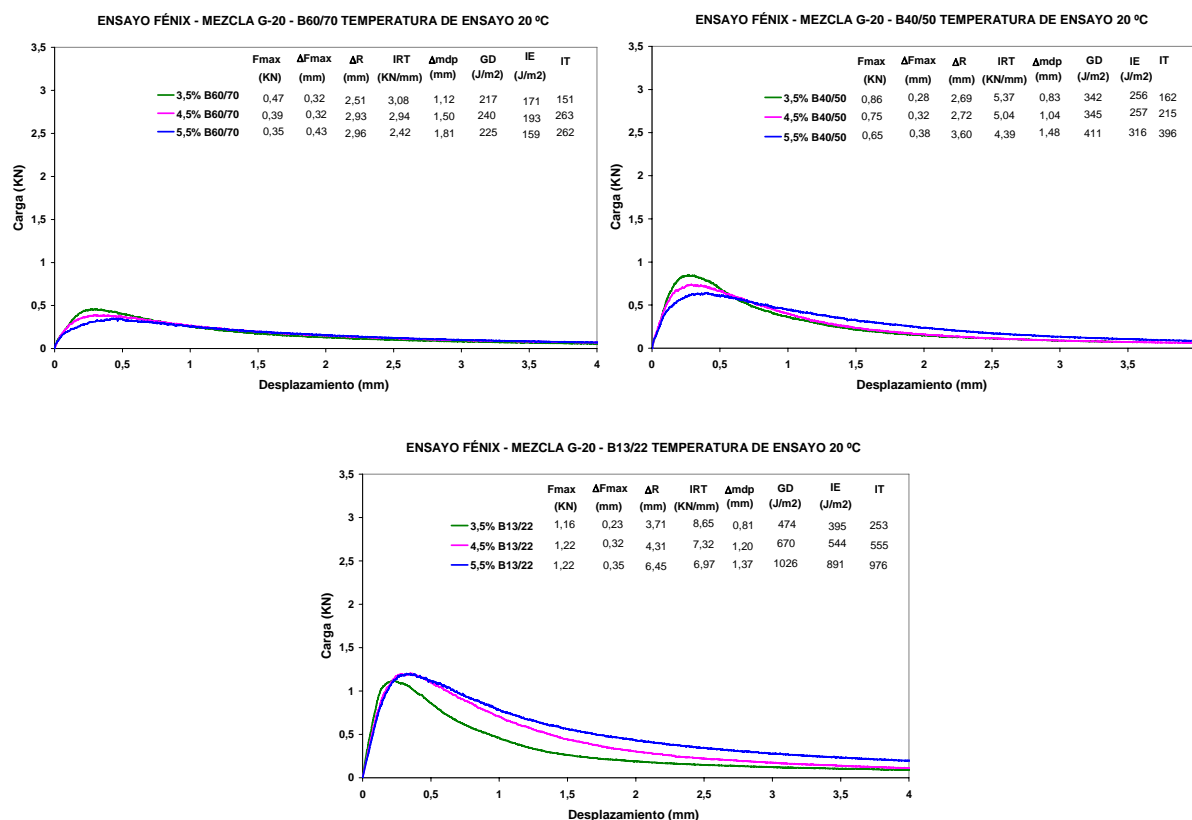 ENSAYO FÉNIX - MEZCLA G-20 - B60/70 TEMPERATURA DE ENSAYO 20 ºC
Fmax ΔFmax ΔR IRT Δmdp GD IE IT
(KN) (mm) (mm) (KN/mm) (mm) (J/m2) (J/m2)
3,5% B60/70 0,47 0,32 2,51 3,08 1,12 217 171 151
4,5% B60/70 0,39 0,32 2,93 2,94 1,50 240 193 263
5,5% B60/70 0,35 0,43 2,96 2,42 1,81 225 159 262
Carga (KN)
3,5
3
2,5
2
1,5
1
0,5
0
0 0,5 1 1,5 2 2,5 3 3,5 4
Desplazamiento (mm)
ENSAYO FÉNIX - MEZCLA G-20 - B40/50 TEMPERATURA DE ENSAYO 20 ºC
Fmax ΔFmax ΔR IRT Δmdp GD IE IT
(KN) (mm) (mm) (KN/mm) (mm) (J/m2) (J/m2)
3,5% B40/50 0,86 0,28 2,69 5,37 0,83 342 256 162
4,5% B40/50 0,75 0,32 2,72 5,04 1,04 345 257 215
5,5% B40/50 0,65 0,38 3,60 4,39 1,48 411 316 396
Carga (KN)
3,5
3
2,5
2
1,5
1
0,5
0
0 0,5 1 1,5 2 2,5 3 3,5
Desplazamiento (mm)
ENSAYO FÉNIX - MEZCLA G-20 - B13/22 TEMPERATURA DE ENSAYO 20 ºC
Fmax ΔFmax ΔR IRT Δmdp GD IE IT
(KN) (mm) (mm) (KN/mm) (mm) (J/m2) (J/m2)
3,5% B13/22 1,16 0,23 3,71 8,65 0,81 474 395 253
4,5% B13/22 1,22 0,32 4,31 7,32 1,20 670 544 555
5,5% B13/22 1,22 0,35 6,45 6,97 1,37 1026 891 976
Carga (KN)
3,5
3
2,5
2
1,5
1
0,5
0
0 0,5 1 1,5 2 2,5 3 3,5 4
Desplazamiento (mm)